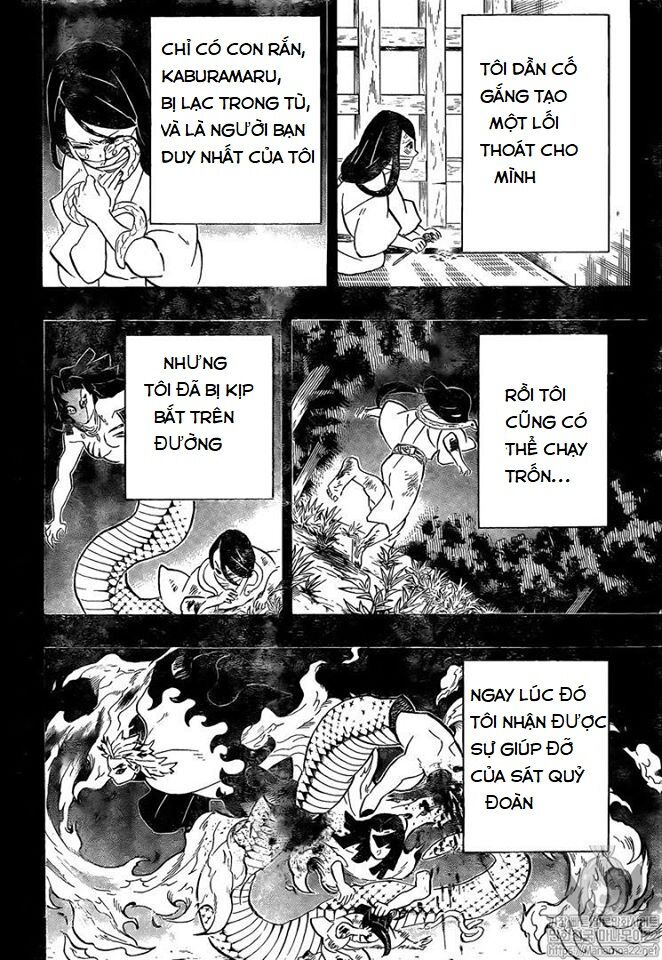 TÔI DẪN CỐ
GẮNG TẠO
MỘT LỐI
THOÁT CHO
MÌNH
CHỈ CÓ CON RẮN,
KABURAMARU,
BỊ LẠC TRONG TÙ,
VÀ LÀ NGƯỜI BẠN
DUY NHẤT CỦA TÔI
RỒI TÔI
CŨNG CÓ
THỂ CHẠY
TRỐN...
NHƯNG
TÔI ĐÃ BỊ KỊP
BẮT TRÊN
ĐƯỜNG
NGAY LÚC ĐÓ
TÔI NHẬN ĐƯỢC
SỰ GIÚP ĐỠ
CỦA SÁT QUỶ
ĐOÀN